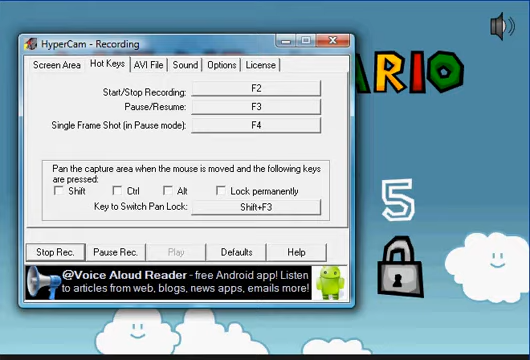 HyperCam - Recording
Screen Area Hot Keys AVI File Sound Options License
Start/Stop Recording: F2
Pause/Resume: F3
Single Frame Shot (in Pause mode): F4
Pan the capture area when the mouse is moved and the following keys
are pressed:
Shift Ctrl Alt Lock permanently
Key to Switch Pan Lock: Shift+F3
Stop Rec. Pause Rec. Play Defaults Help
@Voice Aloud Reader - free Android app! Listen
to articles from web, blogs, news apps, emails more!
ARIO
5